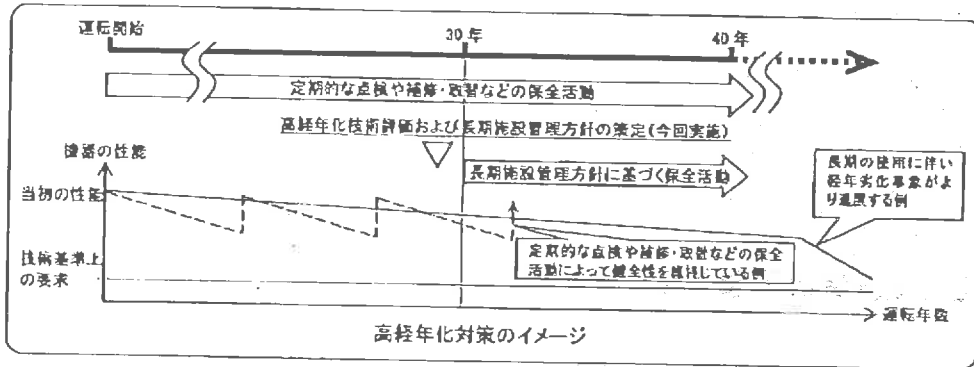 運転開始
30年
40年
定期的な点検や補修・取替などの保全活動
高経年化技術評価および長期施設管理方針の策定(今回実施)
機器の性能
長期施設管理方針に基づく保全活動
長期の使用に伴い
経年劣化事象がよ
り進展する例
当初の性能
定期的な点検や補修・取替などの保全
活動によって健全性を維持している例
技術基準上
の要求
運転年数
高経年化対策のイメージ